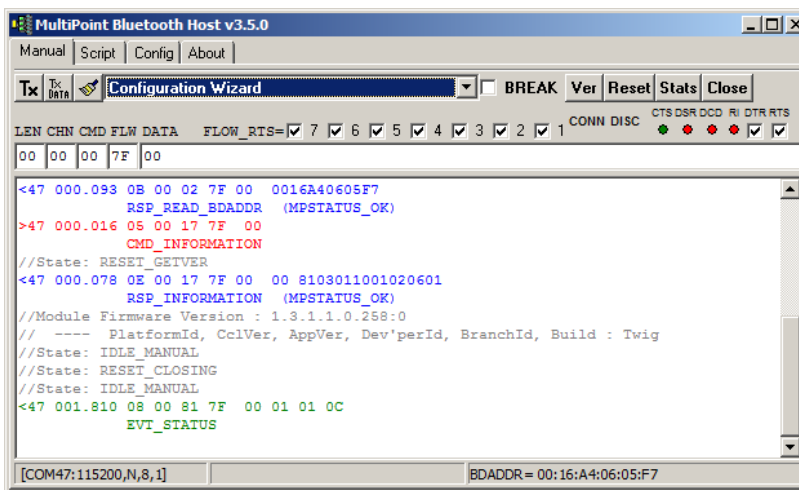 MultiPoint Bluetooth Host v3.5.0
Manual Script Config About
Tx Tx DATA Configuration Wizard BREAK Ver Reset Stats Close
LEN CHN CMD FLW DATA FLOW_RTS= 7 6 5 4 3 2 1 CONN DISC CTS DSR DCD RI DTR RTS
00 00 00 7F 00
<47 000.093 0B 00 02 7F 00 0016A40605F7
RSP_READ_BDADDR (MPSTATUS_OK)
>47 000.016 05 00 17 7F 00
CMD_INFORMATION
//State: RESET_GETVER
<47 000.078 0E 00 17 7F 00 00 8103011001020601
RSP_INFORMATION (MPSTATUS_OK)
//Module Firmware Version : 1.3.1.1.0.258:0
// ---- PlatformId, CclVer, AppVer, Dev'perId, BranchId, Build : Twig
//State: IDLE_MANUAL
//State: RESET_CLOSING
//State: IDLE_MANUAL
<47 001.810 08 00 81 7F 00 01 01 0C
EVT_STATUS
[COM47:115200,N,8,1] BDADDR= 00:16:A4:06:05:F7